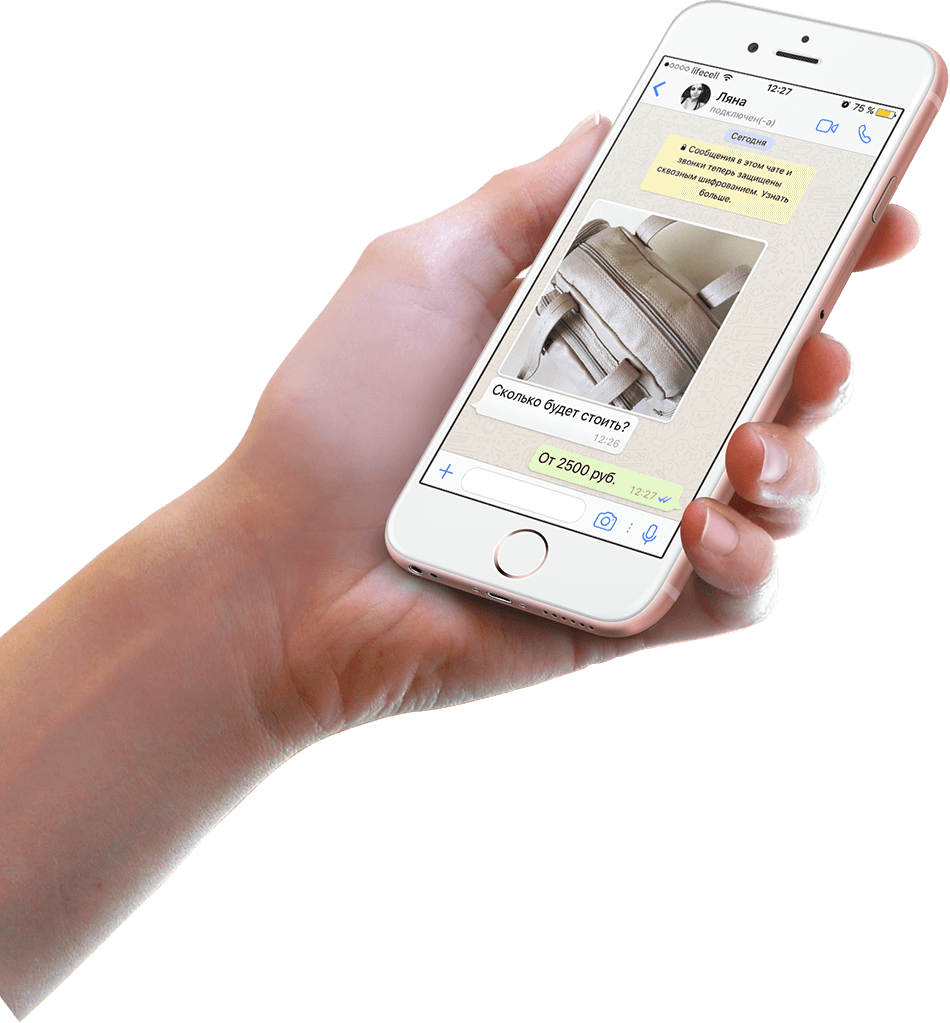 lifecell 12:27 75 %
Ляна
подключен(-а)
Сегодня
Сообщения в этом чате и
звонки теперь защищены
сквозным шифрованием. Узнать
больше.
Сколько будет стоить?
12:26
От 2500 руб.
12:27